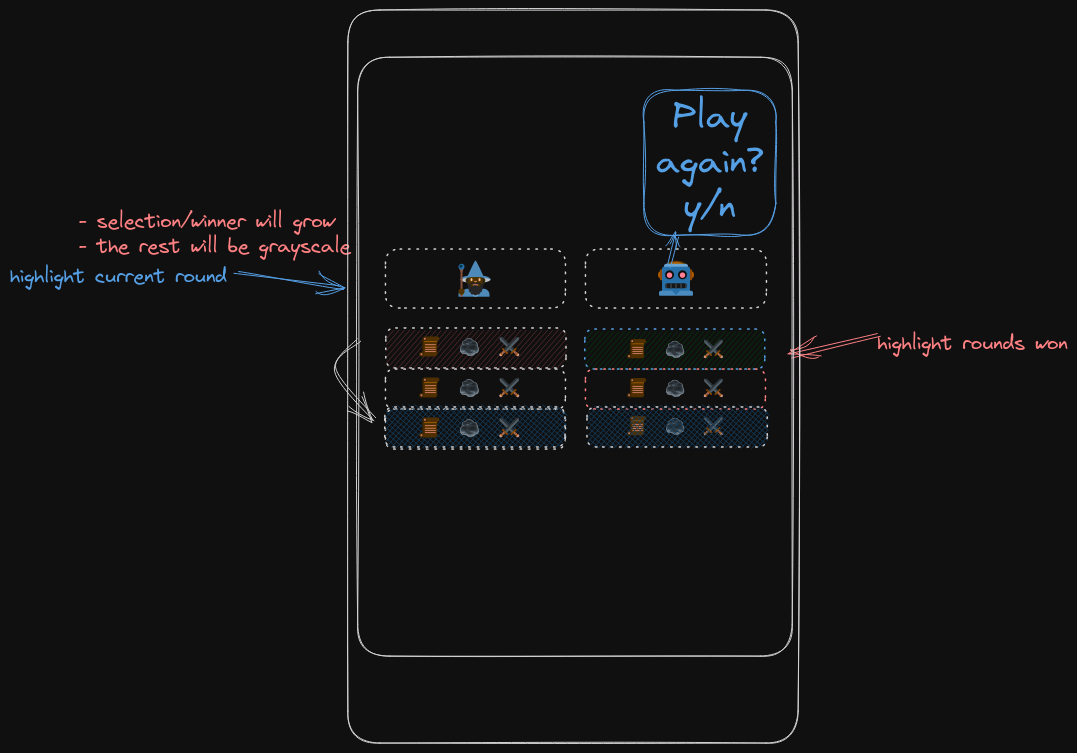 Play
again?
y/n
- selection/winner will grow
- the rest will be grayscale
highlight current round
highlight rounds won